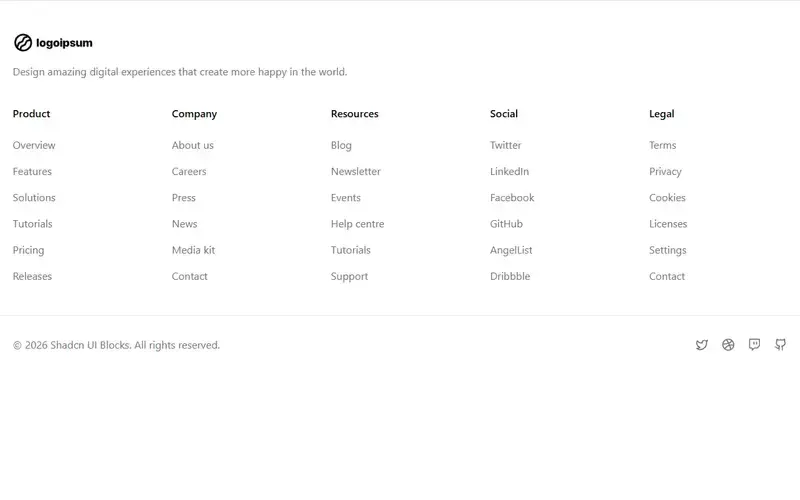 logoipsum
Design amazing digital experiences that create more happy in the world.
Product
Overview
Features
Solutions
Tutorials
Pricing
Releases
Company
About us
Careers
Press
News
Media kit
Contact
Resources
Blog
Newsletter
Events
Help centre
Tutorials
Support
Social
Twitter
LinkedIn
Facebook
GitHub
AngelList
Dribbble
Legal
Terms
Privacy
Cookies
Licenses
Settings
Contact
© 2026 Shadcn UI Blocks. All rights reserved.